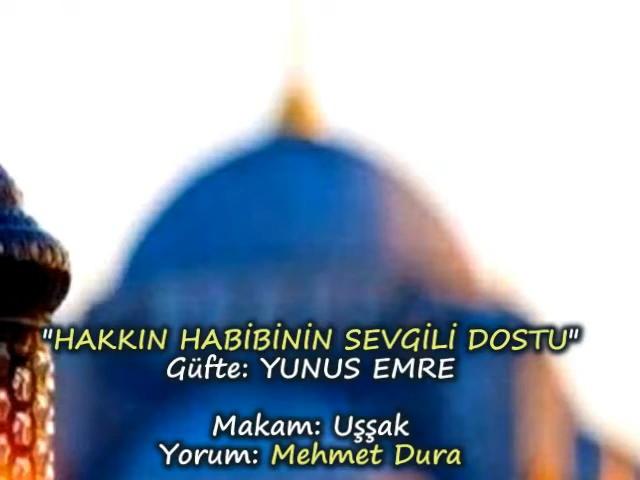 "HAKKIN HABİBİNİN SEVGİLİ DOSTU"
Güfte: YUNUS EMRE
Makam: Uşşak
Yorum: Mehmet Dura